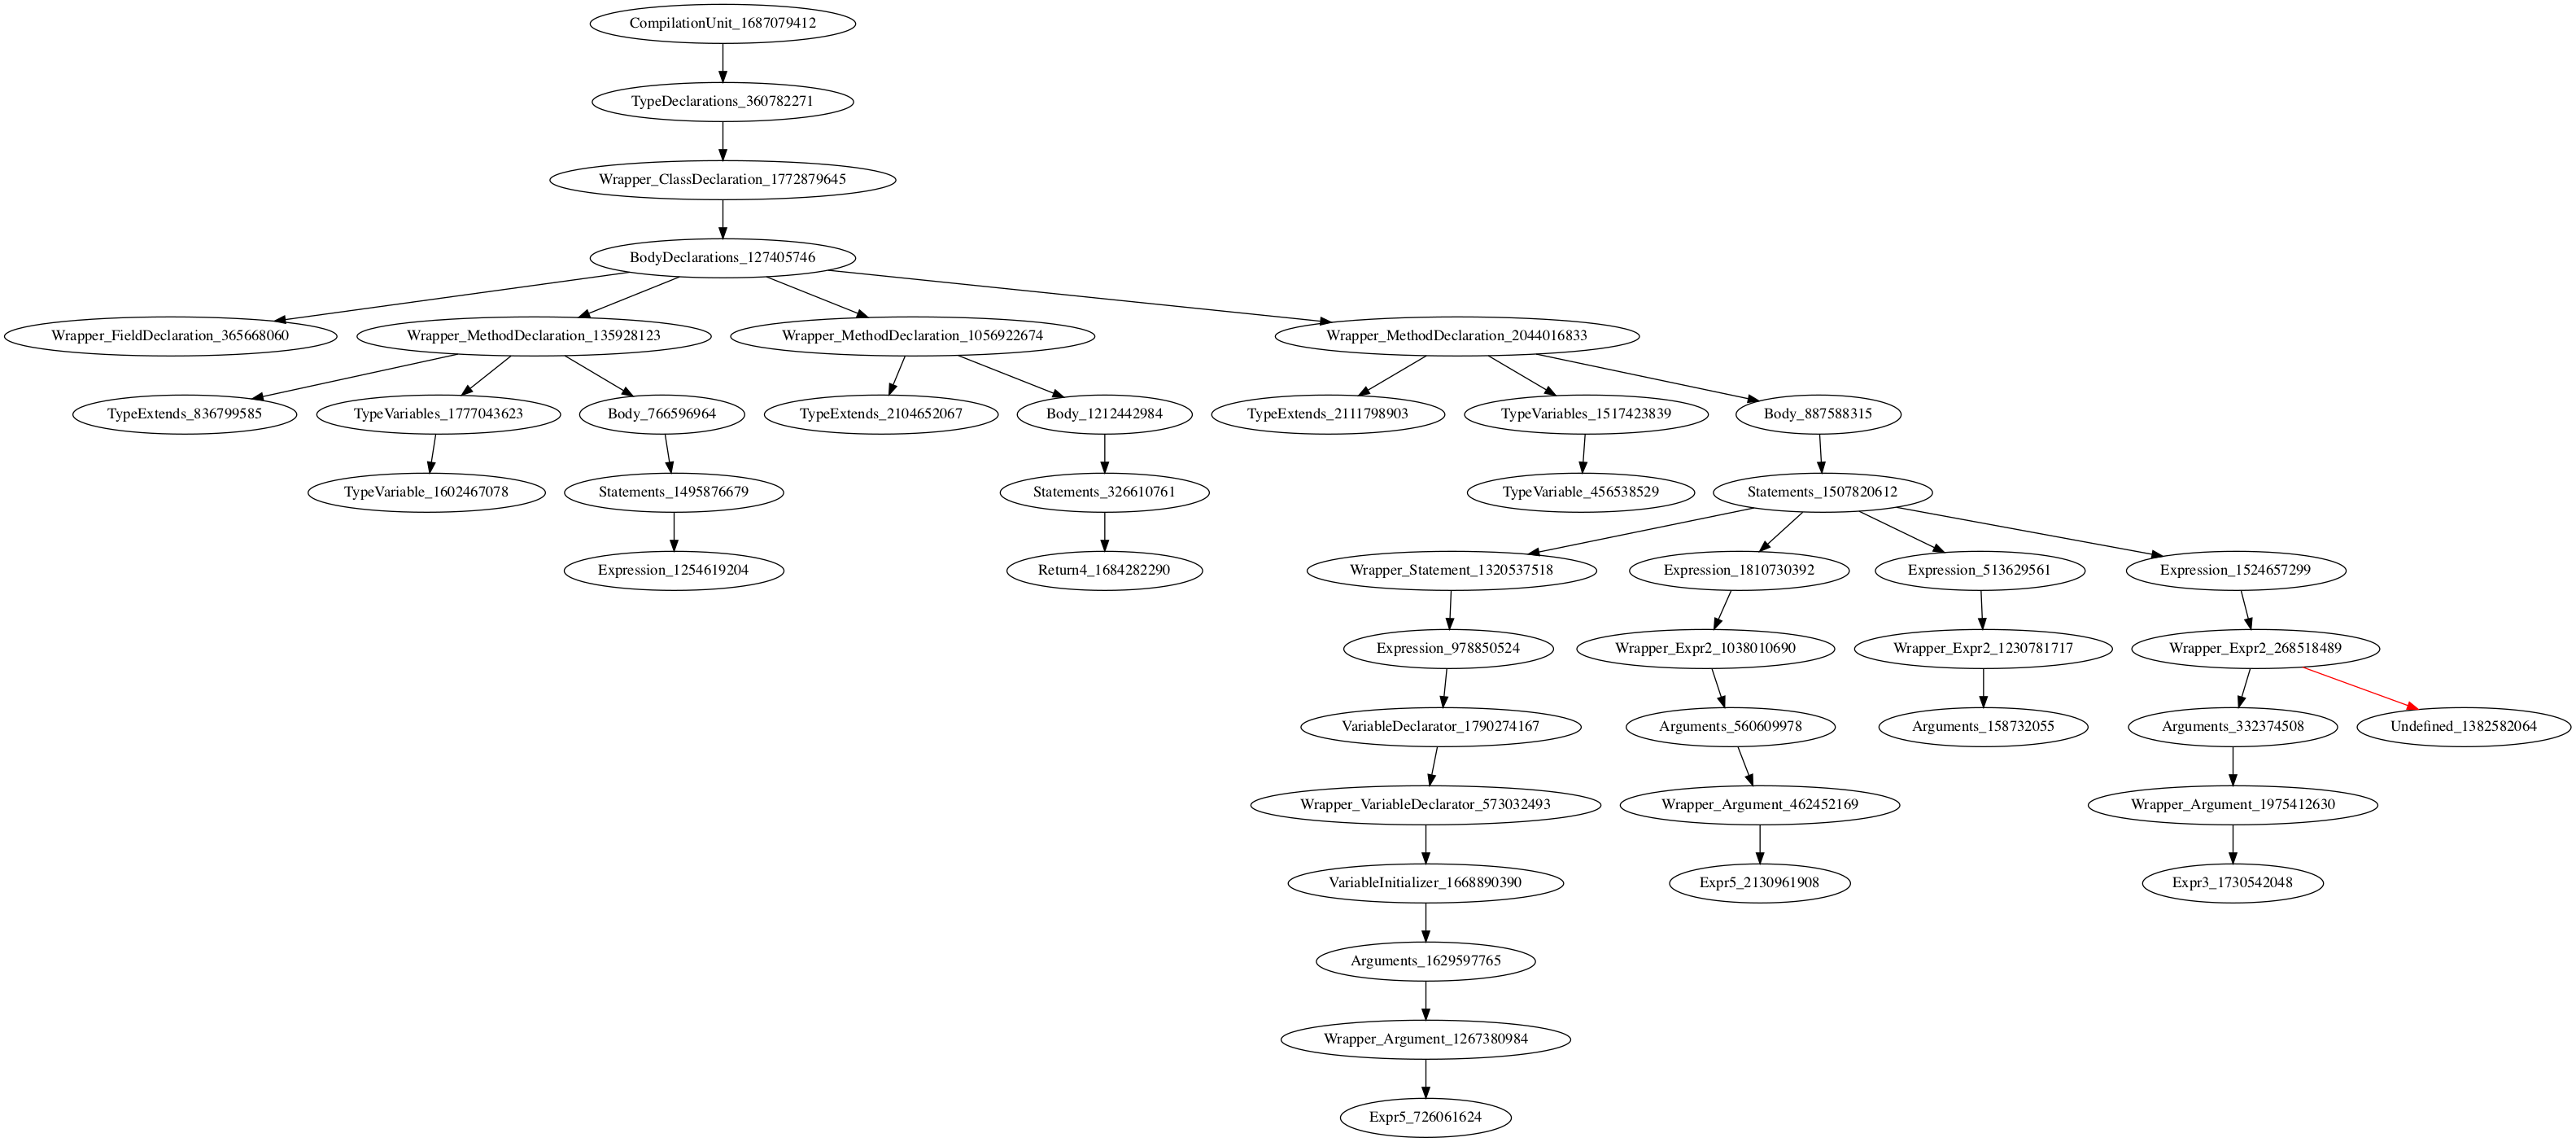 CompilationUnit_1687079412
TypeDeclarations_360782271
Wrapper_ClassDeclaration_1772879645
BodyDeclarations_127405746
Wrapper_FieldDeclaration_365668060
Wrapper_MethodDeclaration_135928123
Wrapper_MethodDeclaration_1056922674
Wrapper_MethodDeclaration_2044016833
TypeExtends_836799585
TypeVariables_1777043623
Body_766596964
TypeExtends_2104652067
Body_1212442984
TypeExtends_2111798903
TypeVariables_1517423839
Body_887588315
TypeVariable_1602467078
Statements_1495876679
Statements_326610761
TypeVariable_456538529
Statements_1507820612
Expression_1254619204
Return4_1684282290
Wrapper_Statement_1320537518
Expression_1810730392
Expression_513629561
Expression_1524657299
Expression_978850524
Wrapper_Expr2_1038010690
Wrapper_Expr2_1230781717
Wrapper_Expr2_268518489
VariableDeclarator_1790274167
Arguments_560609978
Arguments_158732055
Arguments_332374508
Undefined_1382582064
Wrapper_VariableDeclarator_573032493
Wrapper_Argument_462452169
Wrapper_Argument_1975412630
VariableInitializer_1668890390
Expr5_2130961908
Expr3_1730542048
Arguments_1629597765
Wrapper_Argument_1267380984
Expr5_726061624